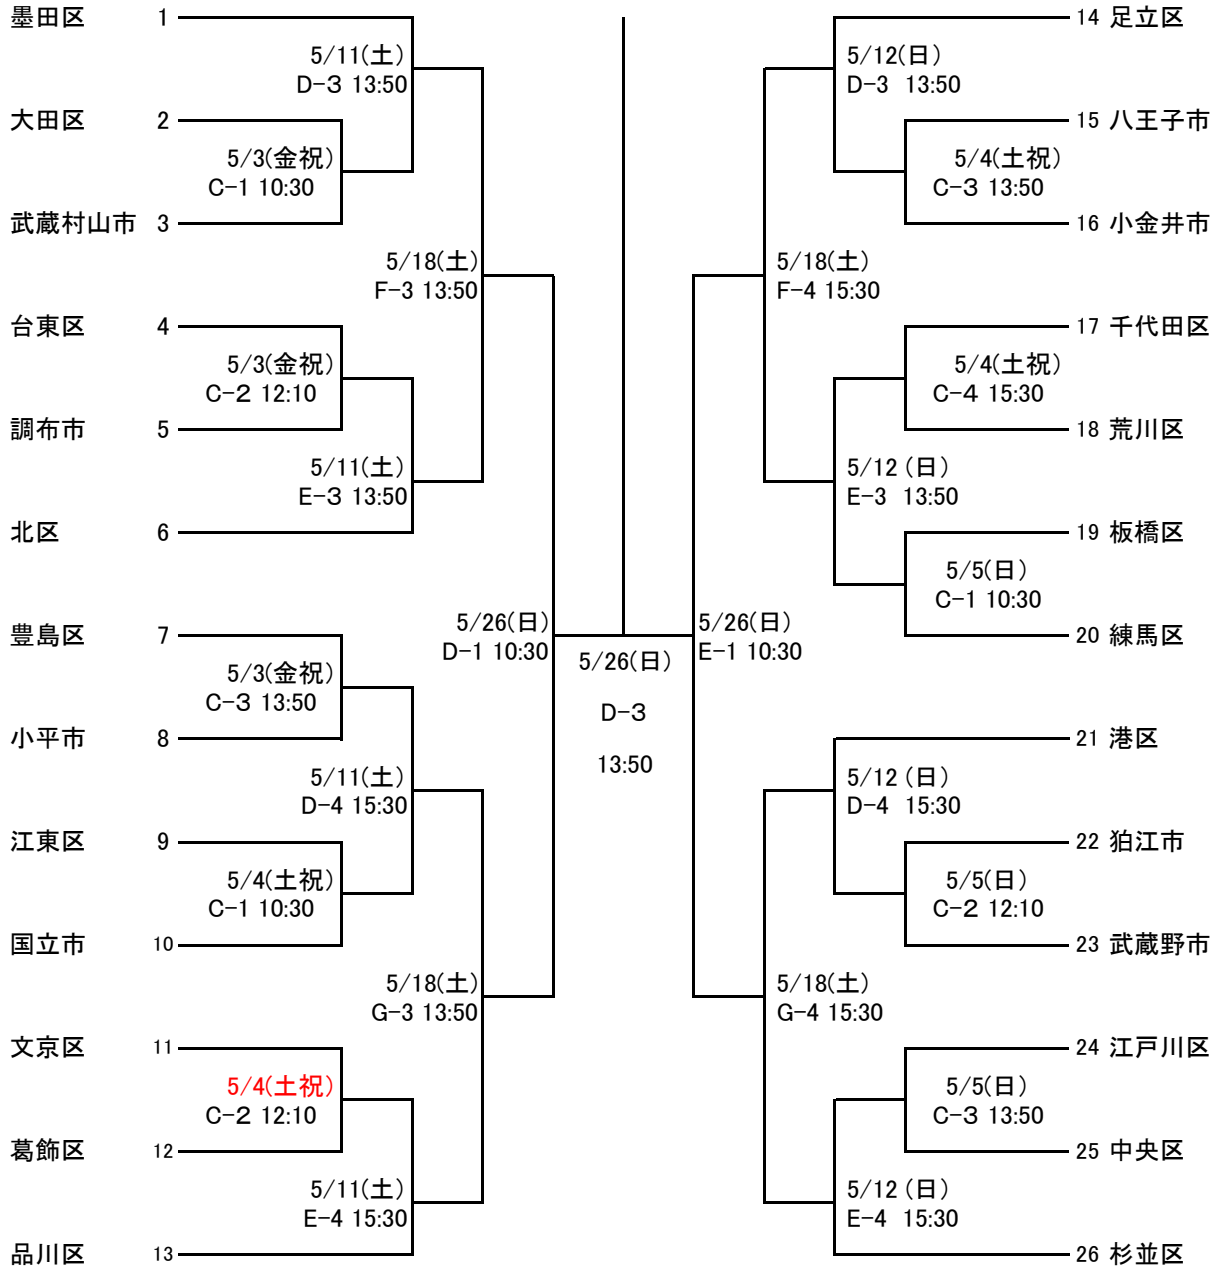 墨田区 1
5/11(土)
D-3 13:50
大田区 2
5/3(金祝)
C-1 10:30
武蔵村山市 3
5/18(土)
F-3 13:50
台東区 4
5/3(金祝)
C-2 12:10
調布市 5
5/11(土)
E-3 13:50
北区 6
豊島区 7
5/26(日)
D-1 10:30
5/3(金祝)
C-3 13:50
小平市 8
5/11(土)
D-4 15:30
江東区 9
5/4(土祝)
C-1 10:30
国立市 10
5/18(土)
G-3 13:50
文京区 11
5/4(土祝)
C-2 12:10
葛飾区 12
5/11(土)
E-4 15:30
品川区 13
5/26(日)
D-3
13:50
14 足立区
5/12(日)
D-3 13:50
15 八王子市
5/4(土祝)
C-3 13:50
16 小金井市
5/18(土)
F-4 15:30
17 千代田区
5/4(土祝)
C-4 15:30
18 荒川区
5/12 (日)
E-3 13:50
19 板橋区
5/5(日)
C-1 10:30
20 練馬区
5/26(日)
E-1 10:30
21 港区
5/12 (日)
D-4 15:30
22 狛江市
5/5(日)
C-2 12:10
23 武蔵野市
5/18(土)
G-4 15:30
24 江戸川区
5/5(日)
C-3 13:50
25 中央区
5/12 (日)
E-4 15:30
26 杉並区